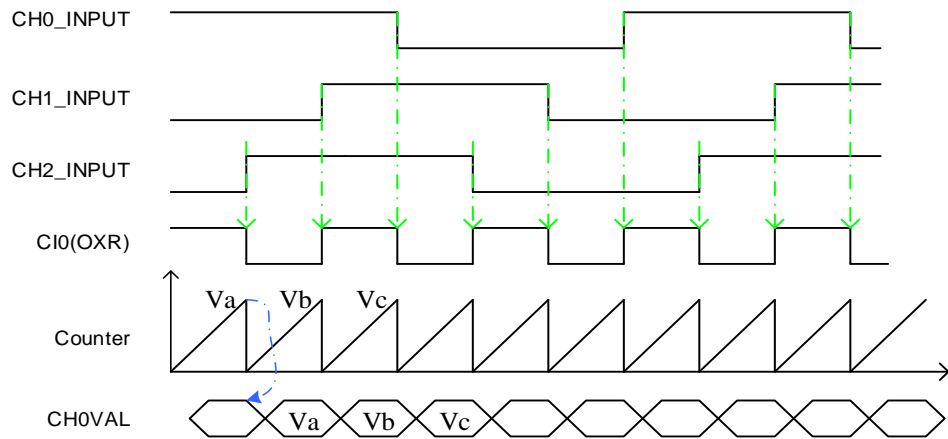 CH0_INPUT
CH1_INPUT
CH2_INPUT
CI0(OXR)
Va Vb Vc
Counter
CH0VAL Va Vb Vc